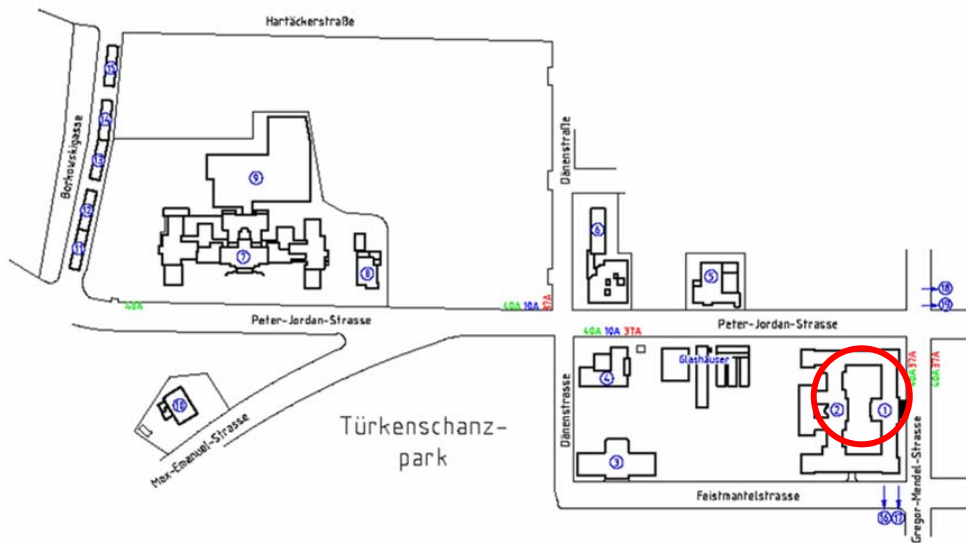 Hartäckerstraße
15
14
13
12
11
Borkowskigasse
9
7
8
Dänenstraße
6
5
18
19
40A
40A 10A 37A
Peter-Jordan-Strasse
Peter-Jordan-Strasse
40A 10A 37A
Glashäuser
4
37A
40A
37A
40A
2
1
10
Max-Emanuel-Strasse
Türkenschanz-
park
Dänenstrasse
3
Feistmantelstrasse
16
17
Gregor-Mendel-Strasse